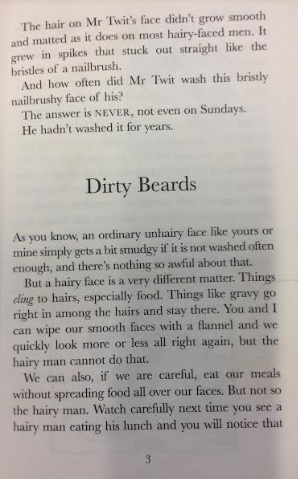 The hair on Mr Twit's face didn't grow smooth
and matted as it does on most hairy-faced men. It
grew in spikes that stuck out straight like the
bristles of a nailbrush.
And how often did Mr Twit wash this bristly
nailbrushy face of his?
The answer is NEVER, not even on Sundays.
He hadn't washed it for years.
Dirty Beards
As you know, an ordinary unhairy face like yours or
mine simply gets a bit smudgy if it is not washed often
enough, and there's nothing so awful about that.
But a hairy face is a very different matter. Things
cling to hairs, especially food. Things like gravy go
right in among the hairs and stay there. You and I
can wipe our smooth faces with a flannel and we
quickly look more or less all right again, but the
hairy man cannot do that.
We can also, if we are careful, eat our meals
without spreading food all over our faces. But not so
the hairy man. Watch carefully next time you see a
hairy man eating his lunch and you will notice that
3